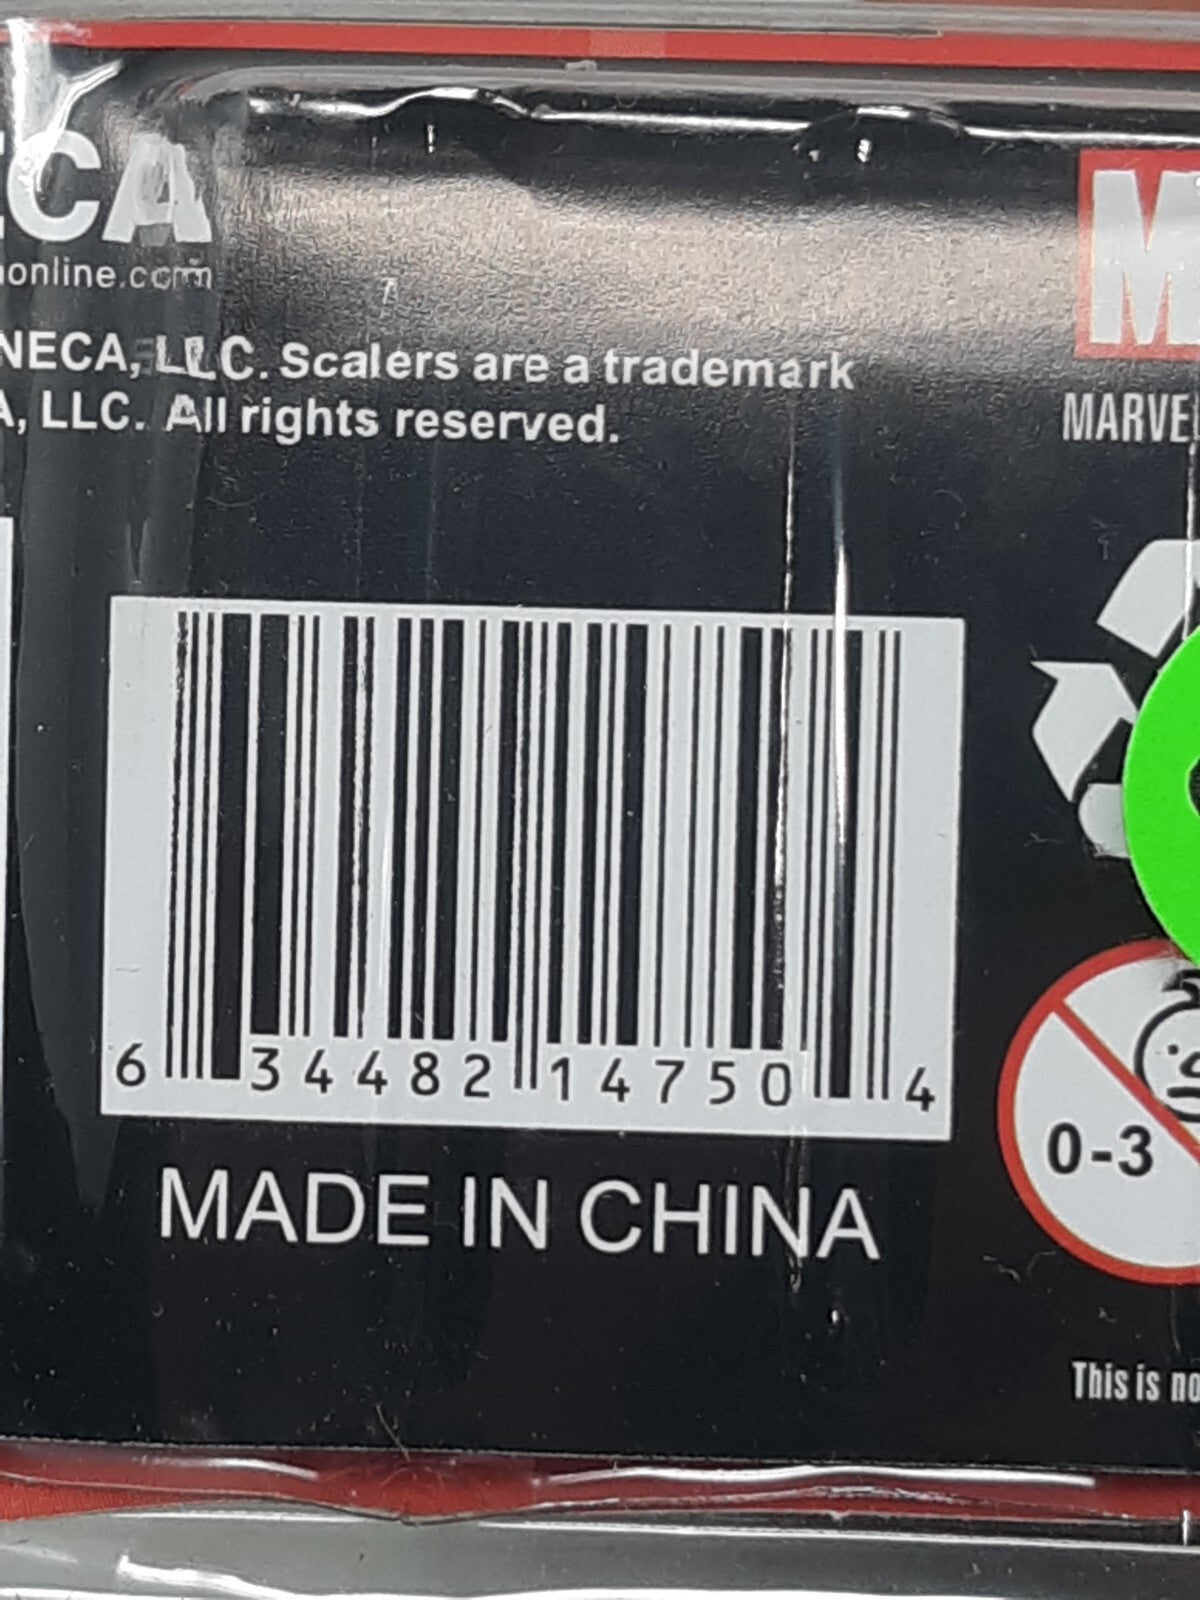 ECA
online.com
NECA, LLC. Scalers are a trademark
A, LLC. All rights reserved.
M
MARVEL
6 34482 14750 4
MADE IN CHINA
0-3
This is no